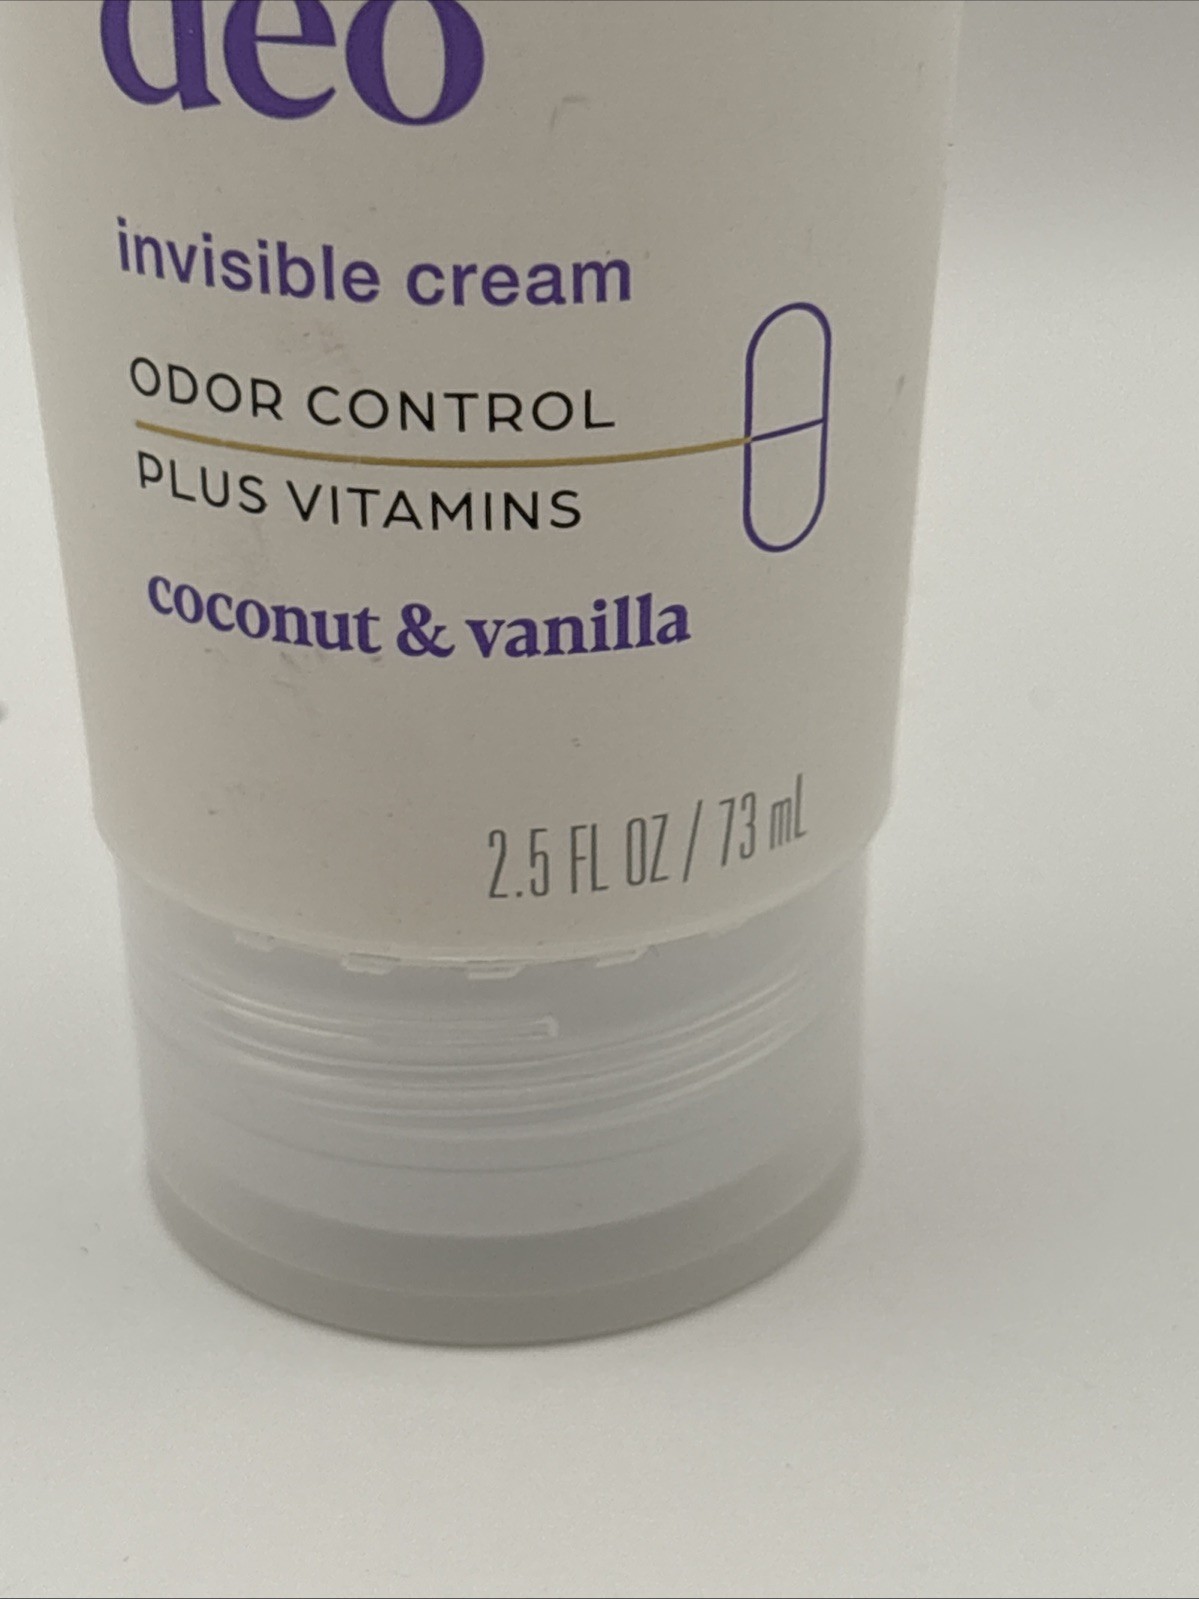 deo
invisible cream
ODOR CONTROL
PLUS VITAMINS
coconut & vanilla
2.5 FL OZ / 73 mL